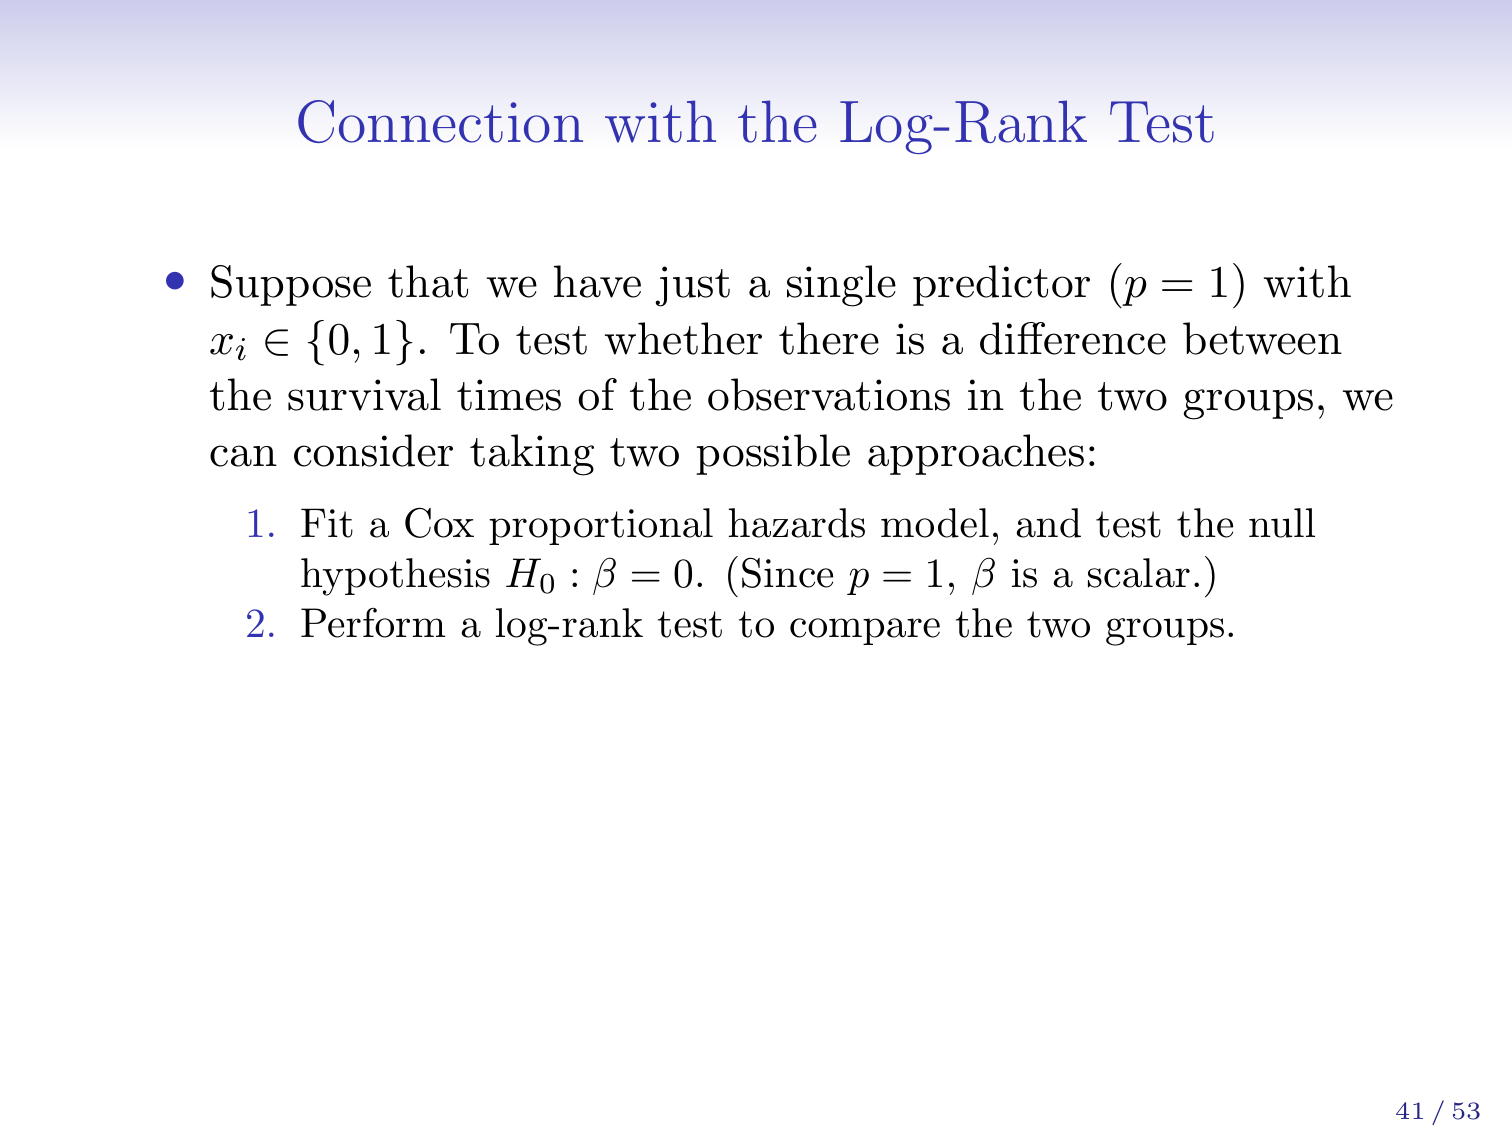 Connection with the Log-Rank Test
• Suppose that we have just a single predictor (p = 1) with
xᵢ ∈ {0, 1}. To test whether there is a difference between
the survival times of the observations in the two groups, we
can consider taking two possible approaches:
1. Fit a Cox proportional hazards model, and test the null
hypothesis H₀ : β = 0. (Since p = 1, β is a scalar.)
2. Perform a log-rank test to compare the two groups.
41 / 53